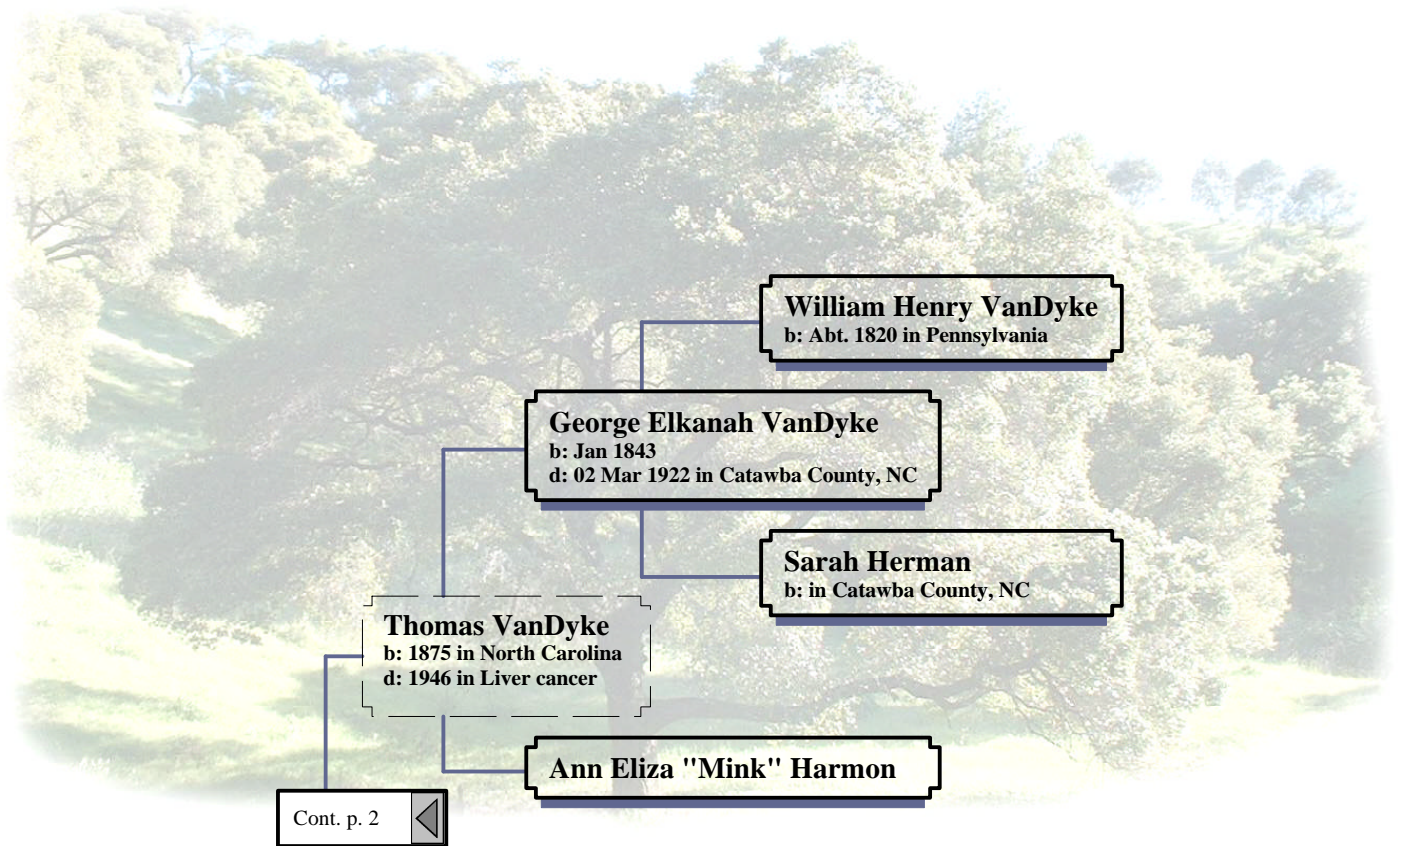 William Henry VanDyke
b: Abt. 1820 in Pennsylvania
George Elkanah VanDyke
b: Jan 1843
d: 02 Mar 1922 in Catawba County, NC
Sarah Herman
b: in Catawba County, NC
Thomas VanDyke
b: 1875 in North Carolina
d: 1946 in Liver cancer
Ann Eliza "Mink" Harmon
Cont. p. 2